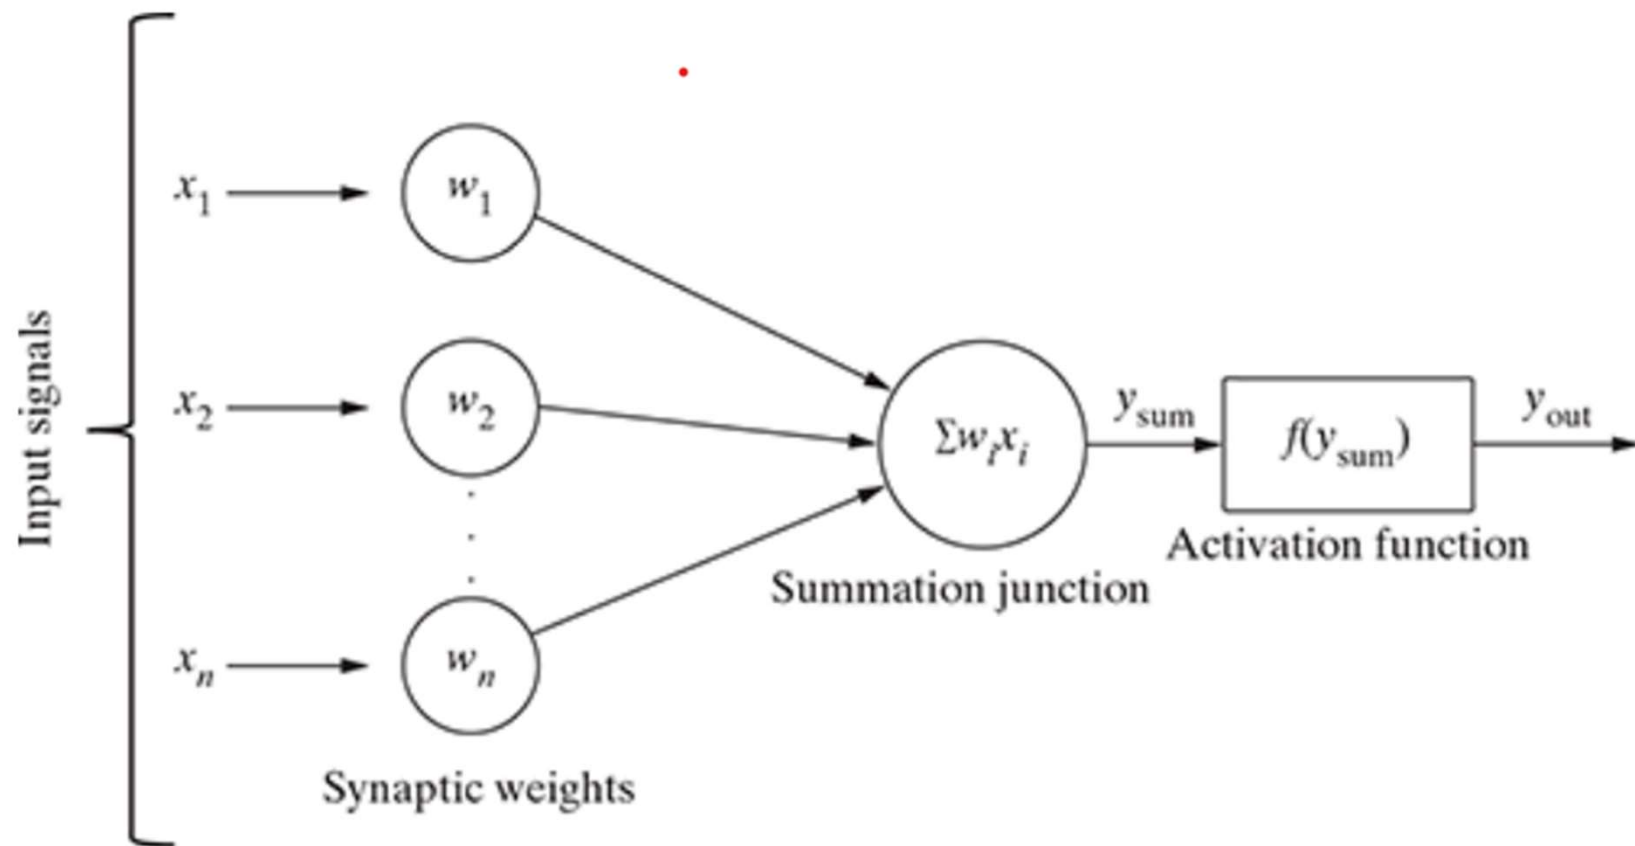 Input signals
x1
w1
x2
w2
xn
wn
Synaptic weights
Σwixi
Summation junction
ysum
f(ysum)
Activation function
yout